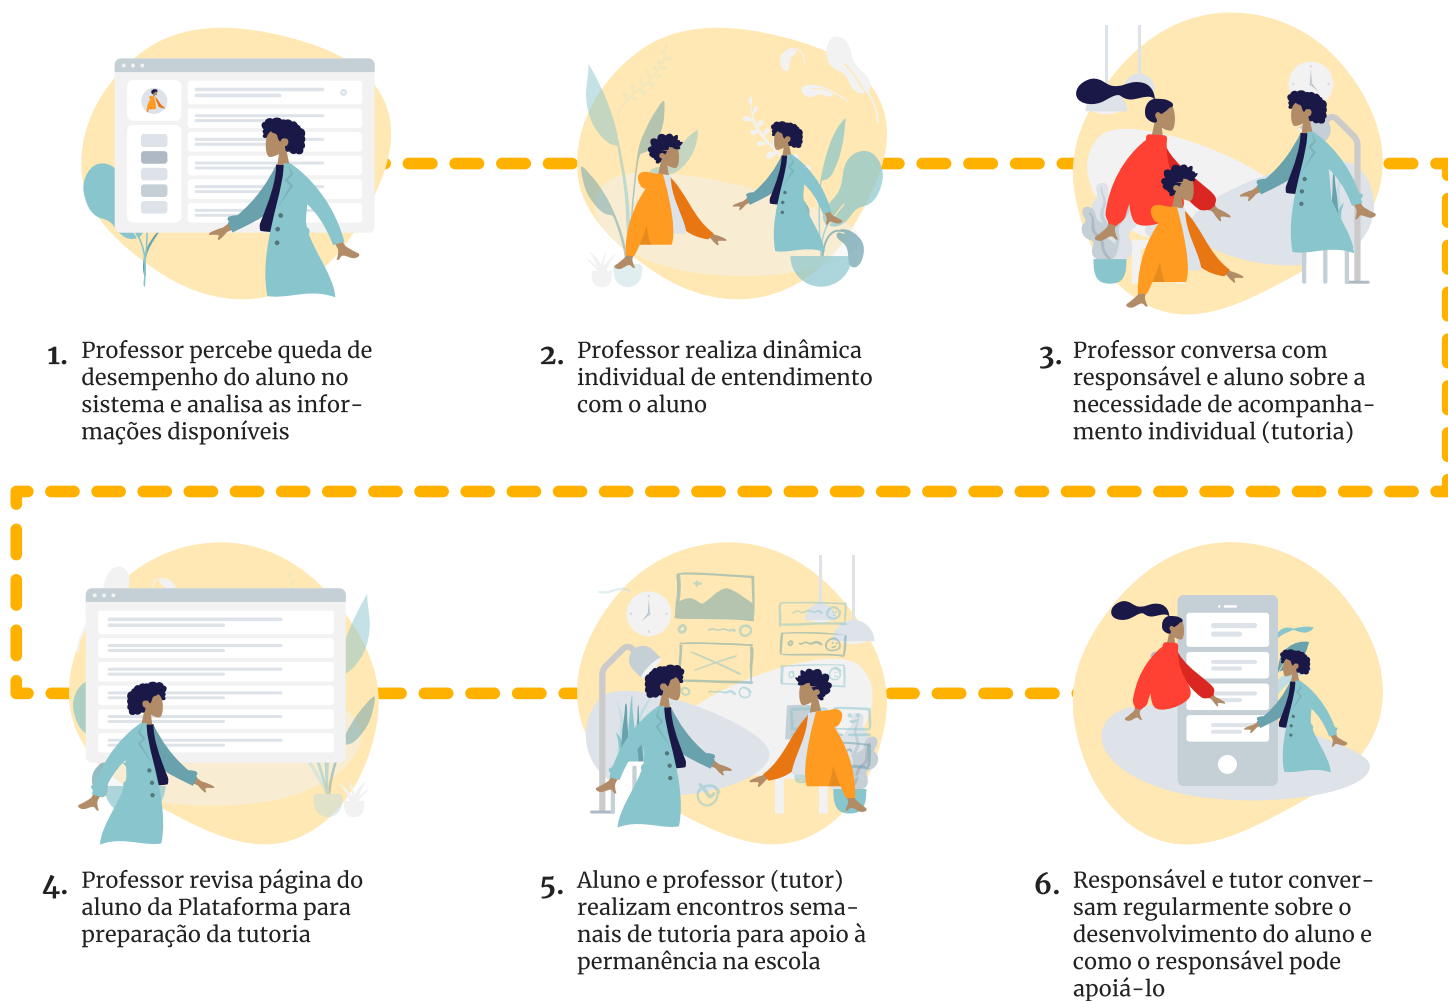 1. Professor percebe queda de
desempenho do aluno no
sistema e analisa as infor-
mações disponíveis
2. Professor realiza dinâmica
individual de entendimento
com o aluno
3. Professor conversa com
responsável e aluno sobre a
necessidade de acompanha-
mento individual (tutoria)
4. Professor revisa página do
aluno da Plataforma para
preparação da tutoria
5. Aluno e professor (tutor)
realizam encontros sema-
nais de tutoria para apoio à
permanência na escola
6. Responsável e tutor conver-
sam regularmente sobre o
desenvolvimento do aluno e
como o responsável pode
apoiá-lo